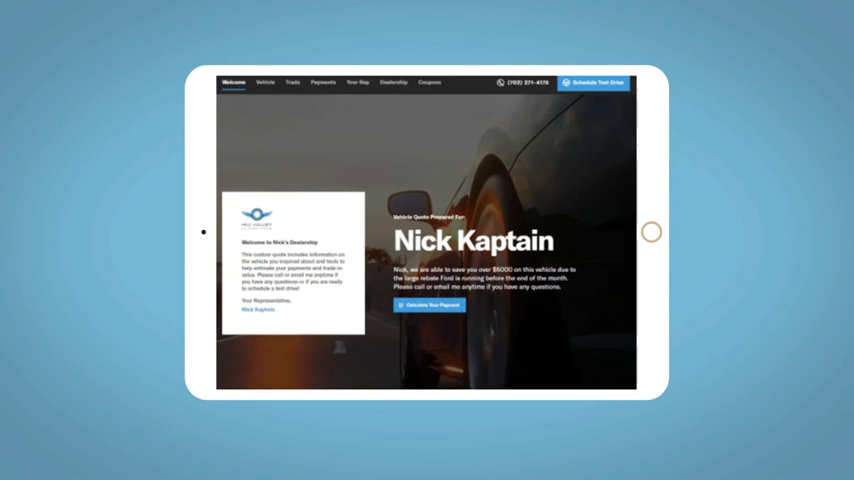 Welcome Vehicle Trade Payments Your Rep Dealership Coupons (702) 371-4175 Schedule Test Drive
HILL VALLEY
Welcome to Nick's Dealership
This custom quote includes information on
the vehicle you inquired about and tools to
help estimate your payments and trade-in
value. Please call or email me anytime if
you have any questions or if you are ready
to schedule a test drive!
Your Representative,
Nick Kaptain
Vehicle Quote Prepared For:
Nick Kaptain
Nick, we are able to save you over $6000 on this vehicle due to
the large rebate Ford is running before the end of the month.
Please call or email me anytime if you have any questions.
Calculate Your Payment